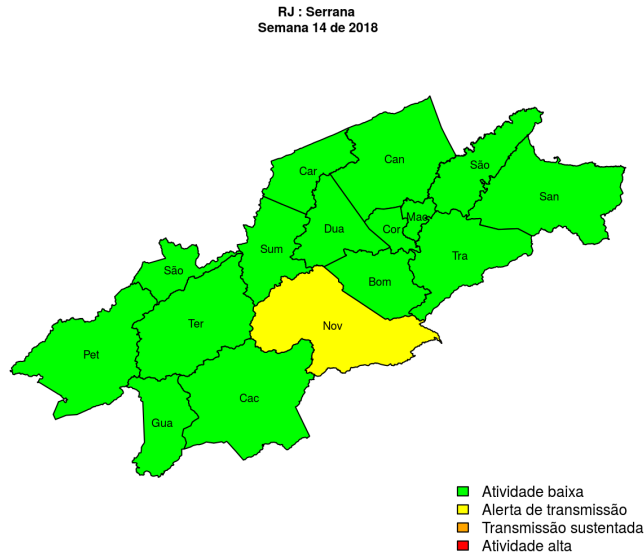 RJ : Serrana
Semana 14 de 2018
Can
São
Car
San
Mac
Dua
Cor
Sum
Tra
São
Bom
Ter
Nov
Pet
Cac
Gua
Atividade baixa
Alerta de transmissão
Transmissão sustentada
Atividade alta